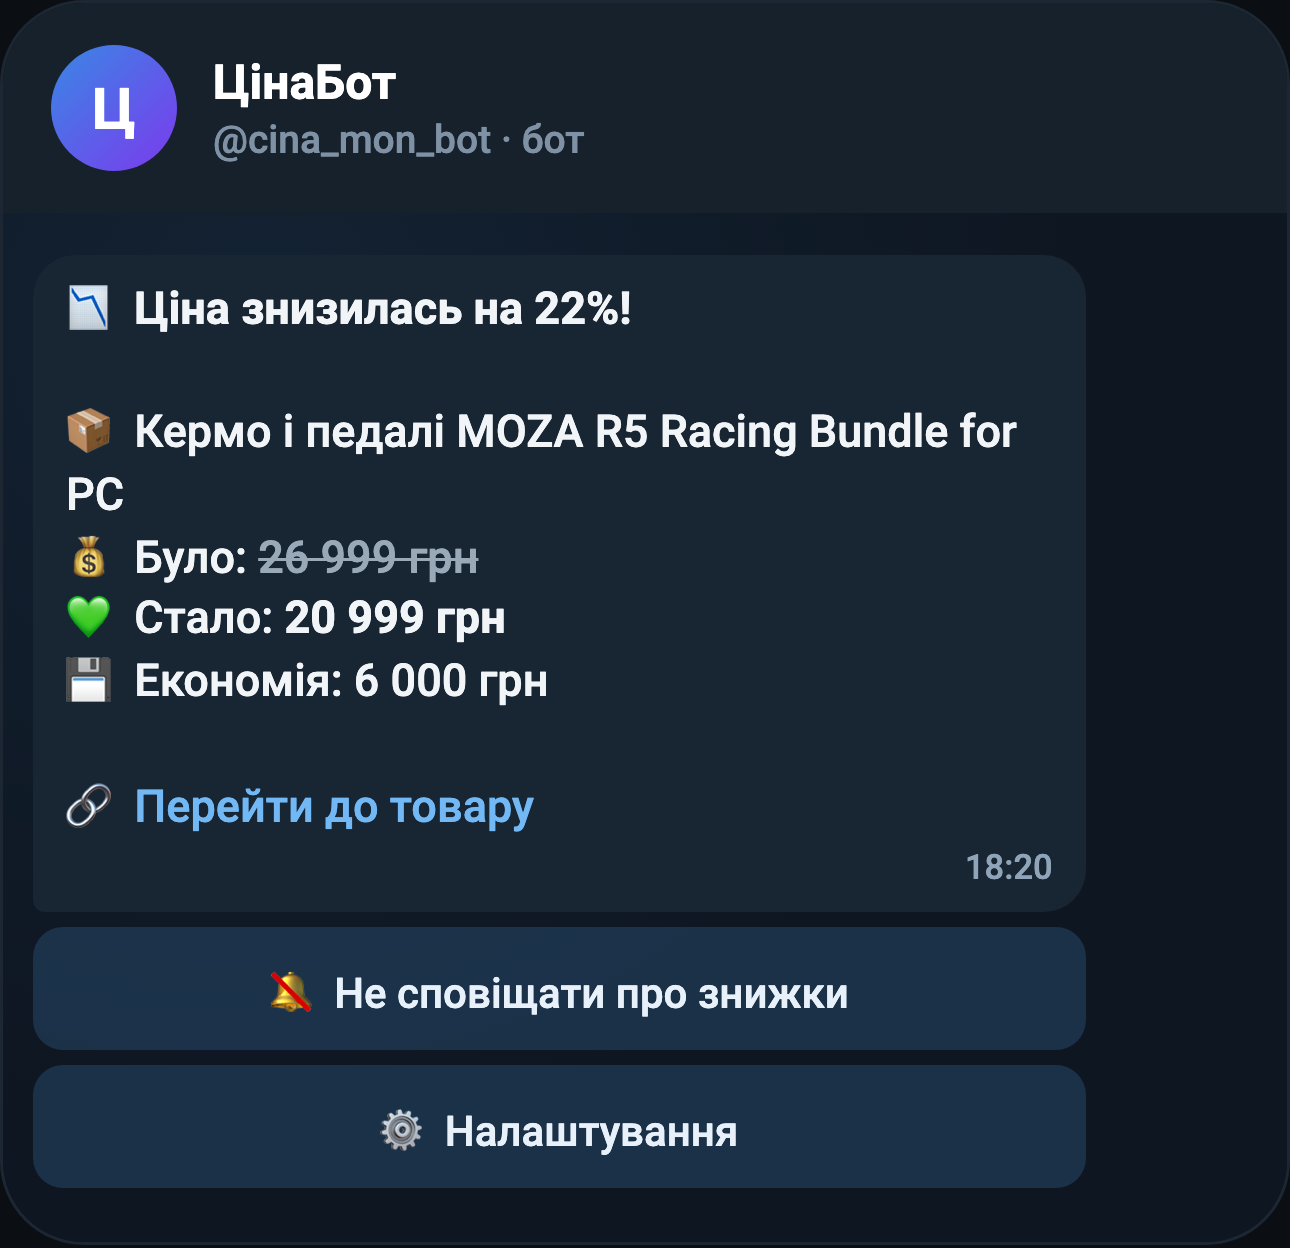 Ц
ЦінаБот
@cina_mon_bot · бот
📉 Ціна знизилась на 22%!
📦 Кермо і педалі MOZA R5 Racing Bundle for
PC
💰 Було: 26 999 грн
💚 Стало: 20 999 грн
💾 Економія: 6 000 грн
🔗 Перейти до товару
18:20
🔕 Не сповіщати про знижки
⚙️ Налаштування